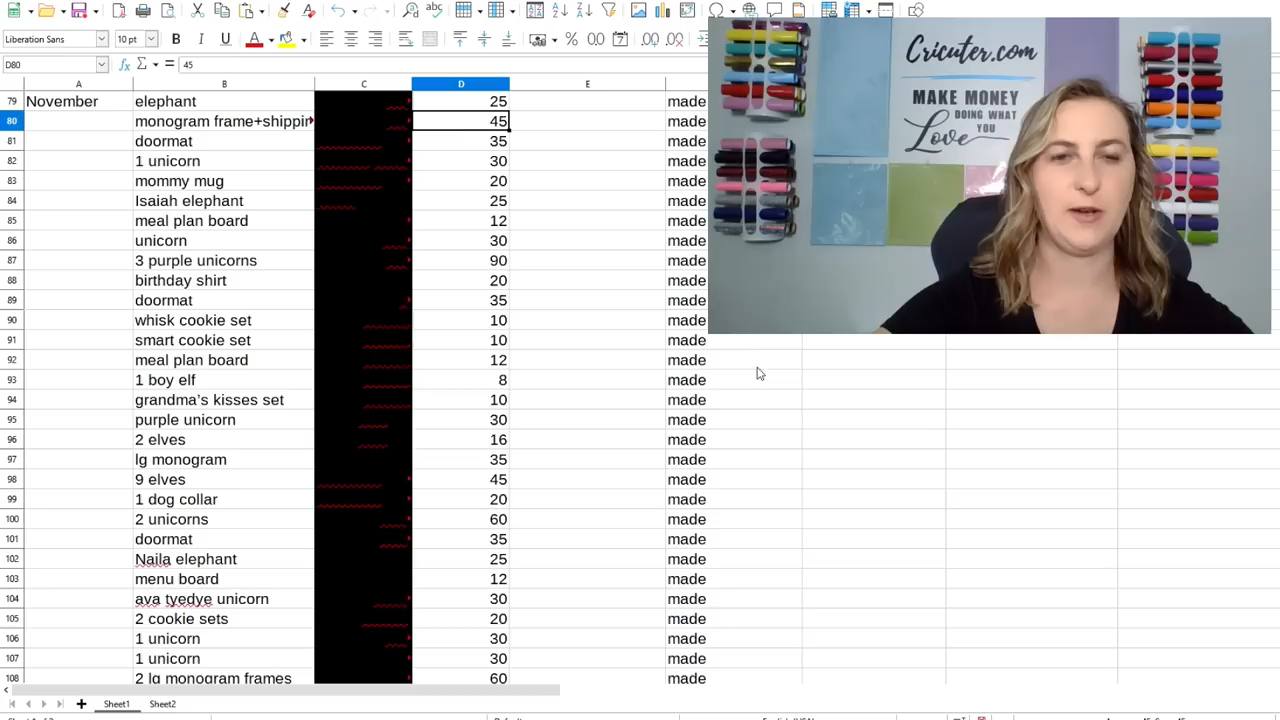 Liberation
10 pt
B I U
D80
45
A B C D E
79 November elephant 25 made
80 monogram frame+shippin 45 made
81 doormat 35 made
82 1 unicorn 30 made
83 mommy mug 20 made
84 Isaiah elephant 25 made
85 meal plan board 12 made
86 unicorn 30 made
87 3 purple unicorns 90 made
88 birthday shirt 20 made
89 doormat 35 made
90 whisk cookie set 10 made
91 smart cookie set 10 made
92 meal plan board 12 made
93 1 boy elf 8 made
94 grandma's kisses set 10 made
95 purple unicorn 30 made
96 2 elves 16 made
97 lg monogram 35 made
98 9 elves 45 made
99 1 dog collar 20 made
100 2 unicorns 60 made
101 doormat 35 made
102 Naila elephant 25 made
103 menu board 12 made
104 ava tyedye unicorn 30 made
105 2 cookie sets 20 made
106 1 unicorn 30 made
107 1 unicorn 30 made
108 2 lg monogram frames 60 made
Sheet1 Sheet2
Cricuter.com
MAKE MONEY
DOING WHAT
YOU
Love